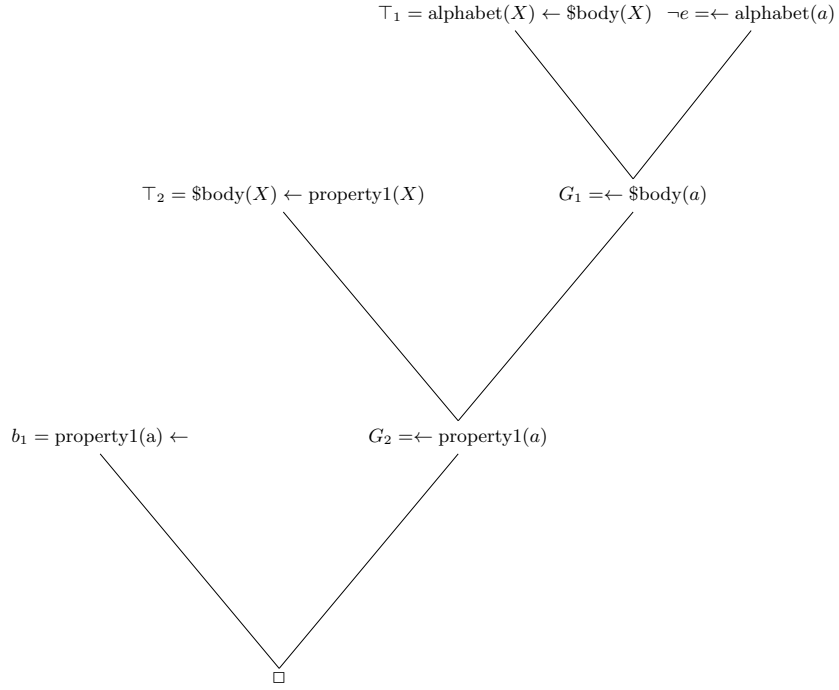 ⊤₁ = alphabet(X) ← $body(X) ¬e =← alphabet(a)
⊤₂ = $body(X) ← property1(X) G₁ =← $body(a)
b₁ = property1(a) ← G₂ =← property1(a)
□